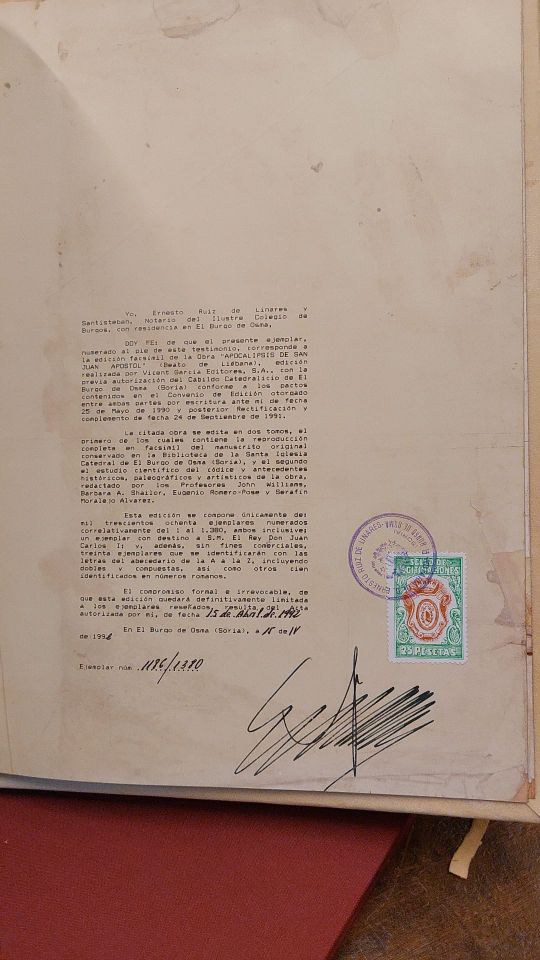 Yo, Ernesto Ruiz de Linares y
Santisteban, Notario del Ilustre Colegio de
Burgos, con residencia en El Burgo de Osma,
DOY FE: de que el presente ejemplar,
numerado al pie de este testimonio, corresponde a
la edición facsímil de la Obra "APOCALIPSIS DE SAN
JUAN APOSTOL" (Beato de Liébana), edición
realizada por Vicent García Editores, S.A., con la
previa autorización del Cabildo Catedralicio de El
Burgo de Osma (Soria) conforme a los pactos
contenidos en el Convenio de Edición otorgado
entre ambas partes por escritura ante mí de fecha
25 de Mayo de 1990 y posterior Rectificación y
complemento de fecha 24 de Septiembre de 1991.
La citada obra se edita en dos tomos, el
primero de los cuales contiene la reproducción
completa en facsímil del manuscrito original
conservado en la Biblioteca de la Santa Iglesia
Catedral de El Burgo de Osma (Soria), y el segundo
el estudio científico del códice y antecedentes
históricos, paleográficos y artísticos de la obra,
redactado por los Profesores John Williams,
Barbara A. Shailor, Eugenio Romero-Pose y Serafín
Moralejo Alvarez.
Esta edición se compone únicamente de:
mil trescientos ochenta ejemplares numerados
correlativamente del 1 al 1.380, ambos inclusive;
un ejemplar con destino a S.M. El Rey Don Juan
Carlos I; y, además, sin fines comerciales,
treinta ejemplares que se identificarán con las
letras del abecedario de la A a la Z, incluyendo
dobles y compuestas, así como otros cien
identificados en números romanos.
El compromiso formal e irrevocable, de
que esta edición quedará definitivamente limitada
a los ejemplares reseñados, resulta del Acta
autorizada por mí, de fecha 15 de Abril de 1992
En El Burgo de Osma (Soria), a 15 de IV
de 1992
Ejemplar núm. 1186/1380
RUIZ DE LINARES
SELLO DE
LEGITIMACIONES
25 PESETAS